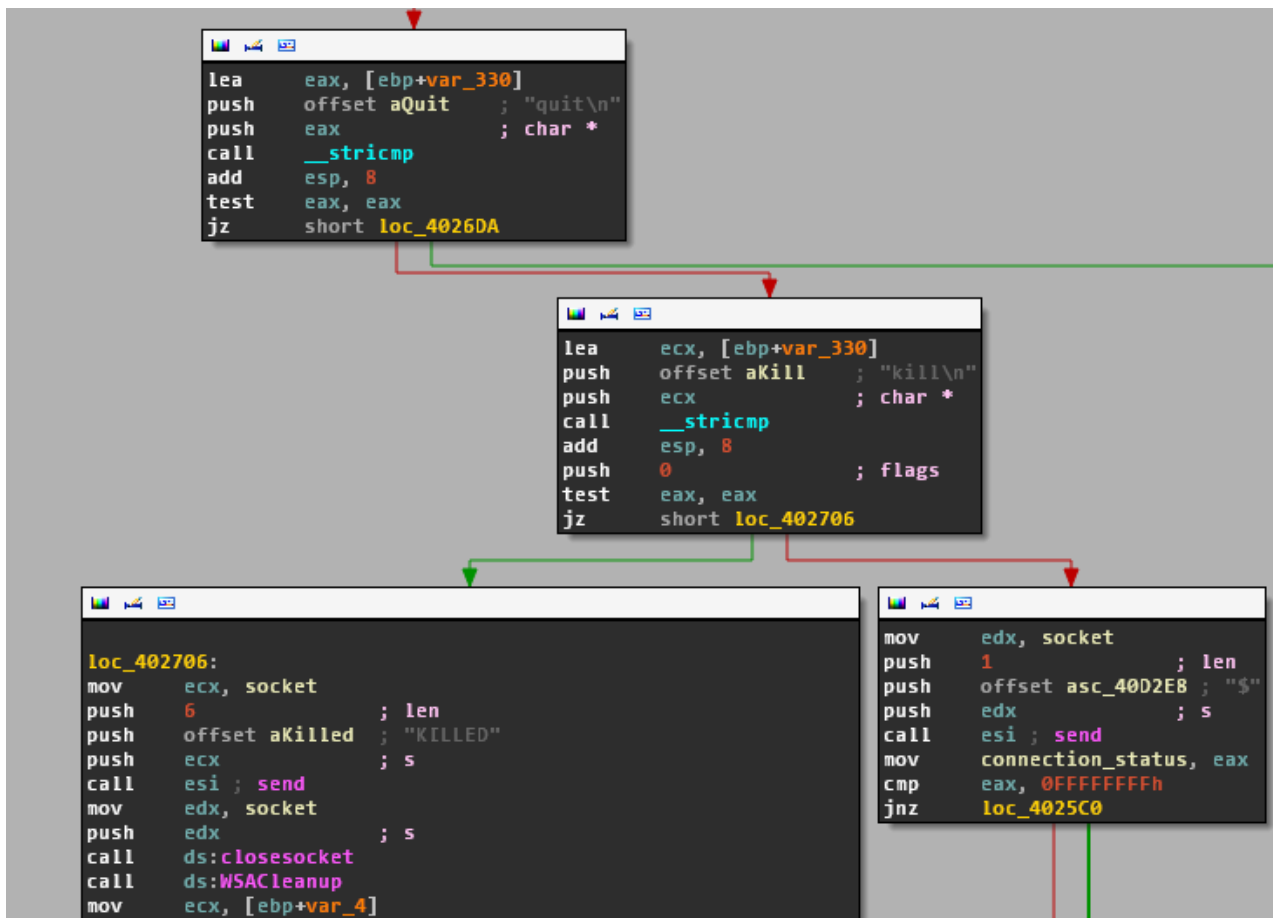 lea eax, [ebp+var_330]
push offset aQuit ; "quit\n"
push eax ; char *
call __stricmp
add esp, 8
test eax, eax
jz short loc_4026DA
lea ecx, [ebp+var_330]
push offset aKill ; "kill\n"
push ecx ; char *
call __stricmp
add esp, 8
push 0 ; flags
test eax, eax
jz short loc_402706
loc_402706:
mov ecx, socket
push 6 ; len
push offset aKilled ; "KILLED"
push ecx ; s
call esi ; send
mov edx, socket
push edx ; s
call ds:closesocket
call ds:WSACleanup
mov ecx, [ebp+var_4]
mov edx, socket
push 1 ; len
push offset asc_40D2E8 ; "$"
push edx ; s
call esi ; send
mov connection_status, eax
cmp eax, 0FFFFFFFFh
jnz loc_4025C0